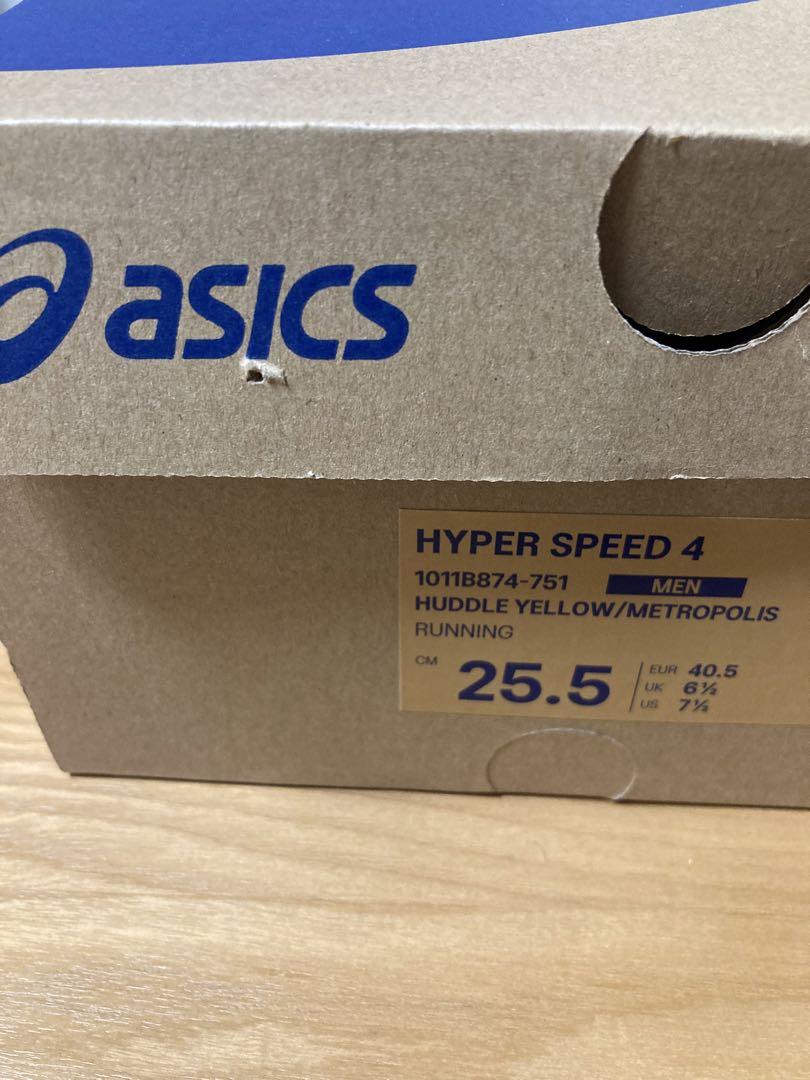 asics
HYPER SPEED 4
1011B874-751 MEN
HUDDLE YELLOW/METROPOLIS
RUNNING
CM 25.5 EUR 40.5
UK 6½
US 7½